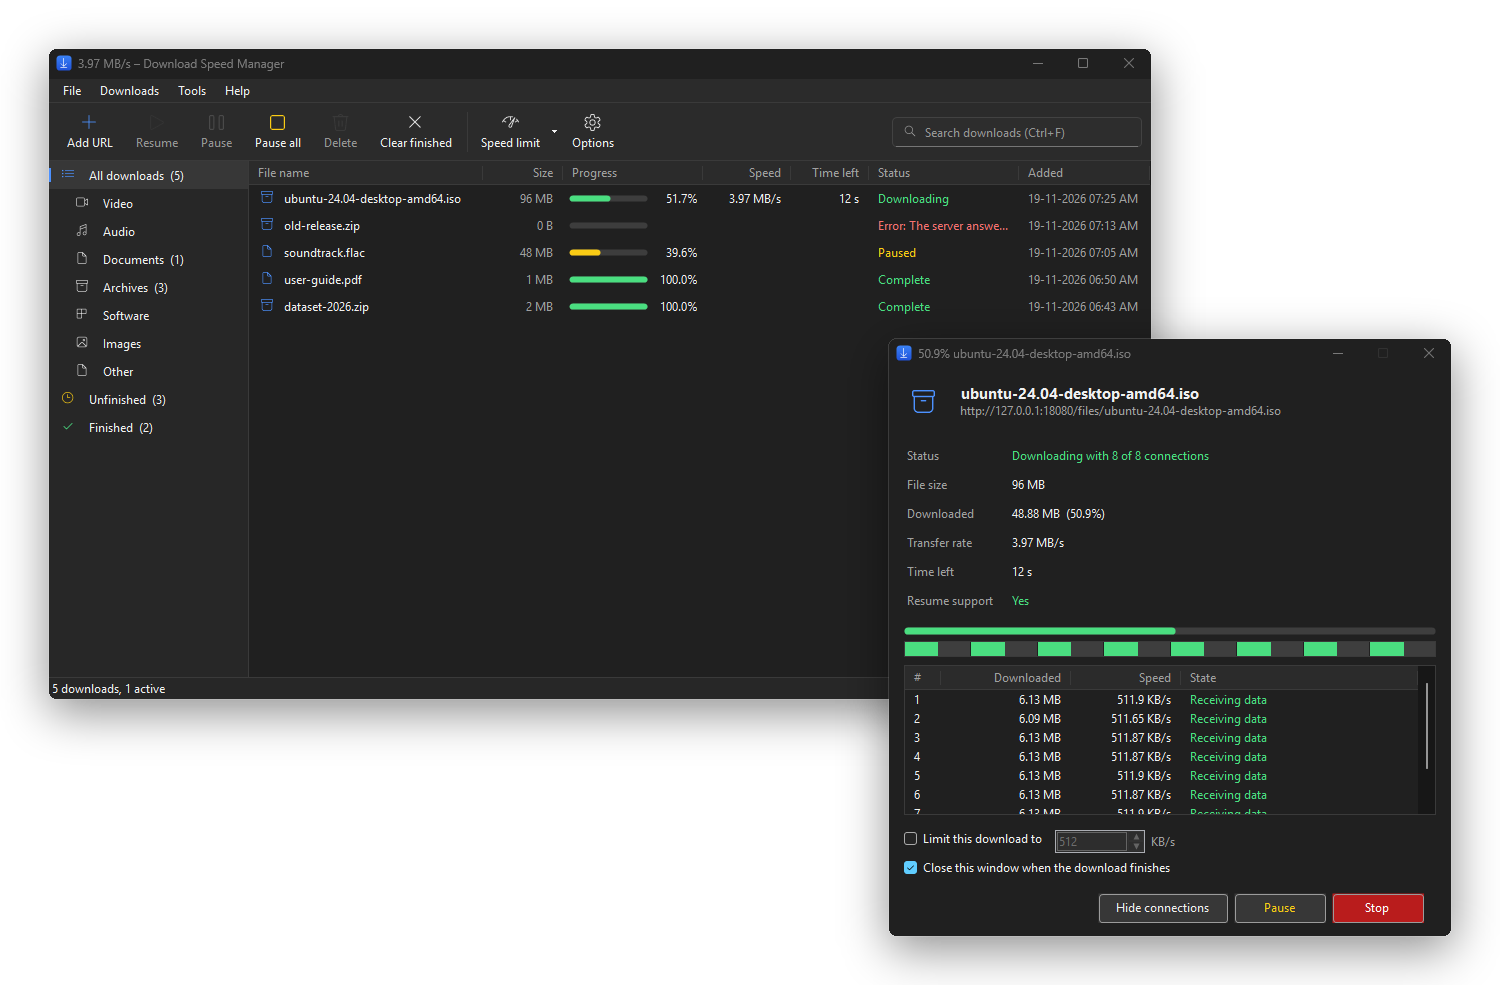 3.97 MB/s – Download Speed Manager
File Downloads Tools Help
Add URL Resume Pause Pause all Delete Clear finished Speed limit Options Search downloads (Ctrl+F)
All downloads (5)
Video
Audio
Documents (1)
Archives (3)
Software
Images
Other
Unfinished (3)
Finished (2)
File name Size Progress Speed Time left Status Added
ubuntu-24.04-desktop-amd64.iso 96 MB 51.7% 3.97 MB/s 12 s Downloading 19-11-2026 07:25 AM
old-release.zip 0 B Error: The server answe... 19-11-2026 07:13 AM
soundtrack.flac 48 MB 39.6% Paused 19-11-2026 07:05 AM
user-guide.pdf 1 MB 100.0% Complete 19-11-2026 06:50 AM
dataset-2026.zip 2 MB 100.0% Complete 19-11-2026 06:43 AM
5 downloads, 1 active
50.9% ubuntu-24.04-desktop-amd64.iso
ubuntu-24.04-desktop-amd64.iso
http://127.0.0.1:18080/files/ubuntu-24.04-desktop-amd64.iso
Status Downloading with 8 of 8 connections
File size 96 MB
Downloaded 48.88 MB (50.9%)
Transfer rate 3.97 MB/s
Time left 12 s
Resume support Yes
# Downloaded Speed State
1 6.13 MB 511.9 KB/s Receiving data
2 6.09 MB 511.65 KB/s Receiving data
3 6.13 MB 511.87 KB/s Receiving data
4 6.13 MB 511.87 KB/s Receiving data
5 6.13 MB 511.9 KB/s Receiving data
6 6.13 MB 511.87 KB/s Receiving data
7 6.13 MB 511.9 KB/s Receiving data
Limit this download to 512 KB/s
Close this window when the download finishes
Hide connections Pause Stop